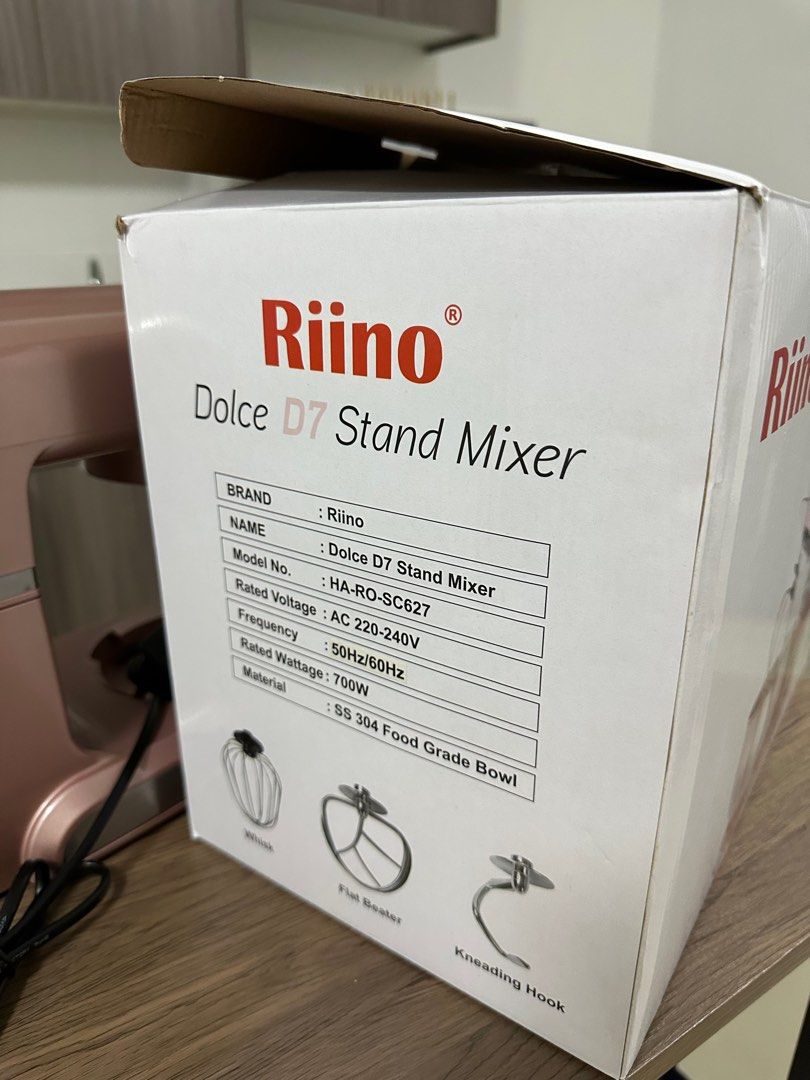 Riino®
Dolce D7 Stand Mixer
BRAND : Riino
NAME : Dolce D7 Stand Mixer
Model No. : HA-RO-SC627
Rated Voltage : AC 220-240V
Frequency : 50Hz/60Hz
Rated Wattage : 700W
Material : SS 304 Food Grade Bowl
Whisk
Flat Beater
Kneading Hook
Riin